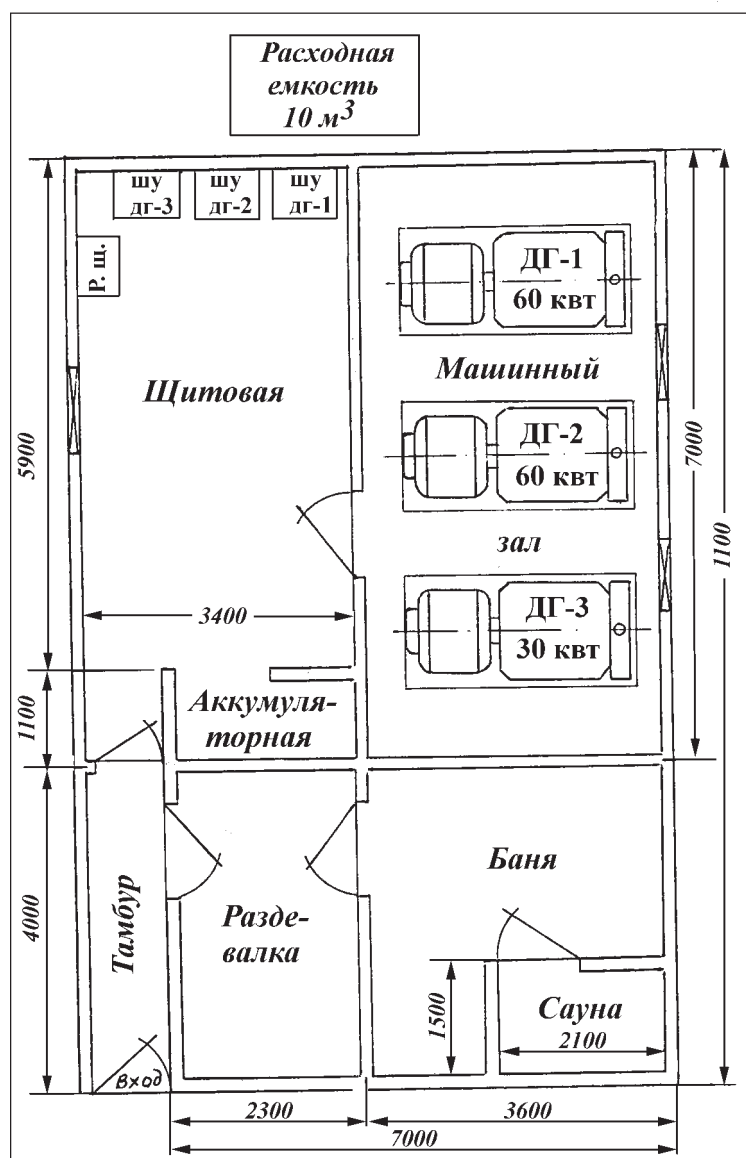 Расходная
емкость
10 м³
шу
дг-3
шу
дг-2
шу
дг-1
Р. щ.
ДГ-1
60 квт
Щитовая
Машинный
ДГ-2
60 квт
зал
ДГ-3
30 квт
5900
7000
1100
3400
1100
Аккумуля-
торная
4000
Тамбур
Разде-
валка
Баня
Сауна
1500
2100
Вход
2300
3600
7000